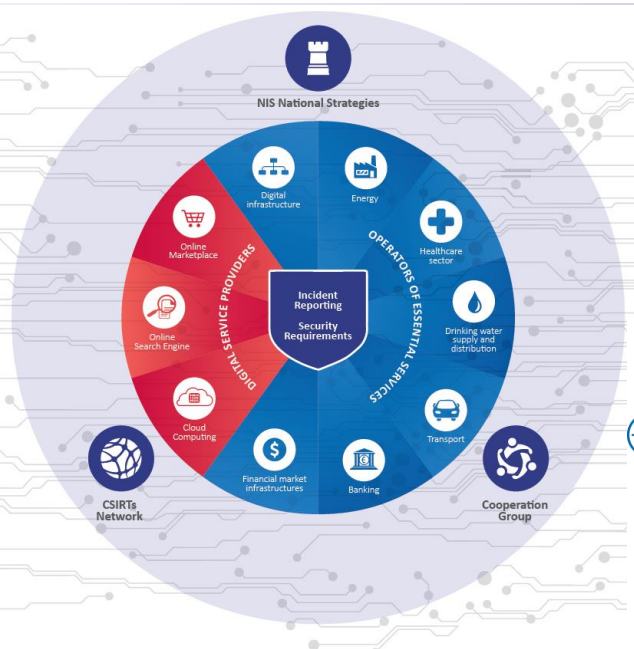 NIS National Strategies
Digital
infrastructure
Energy
Online
Marketplace
Healthcare
sector
DIGITAL SERVICE PROVIDERS
OPERATORS OF ESSENTIAL SERVICES
Incident
Reporting
Security
Requirements
Online
Search Engine
Drinking water
supply and
distribution
Cloud
Computing
Transport
$
Financial market
infrastructures
€
Banking
CSIRTs
Network
Cooperation
Group